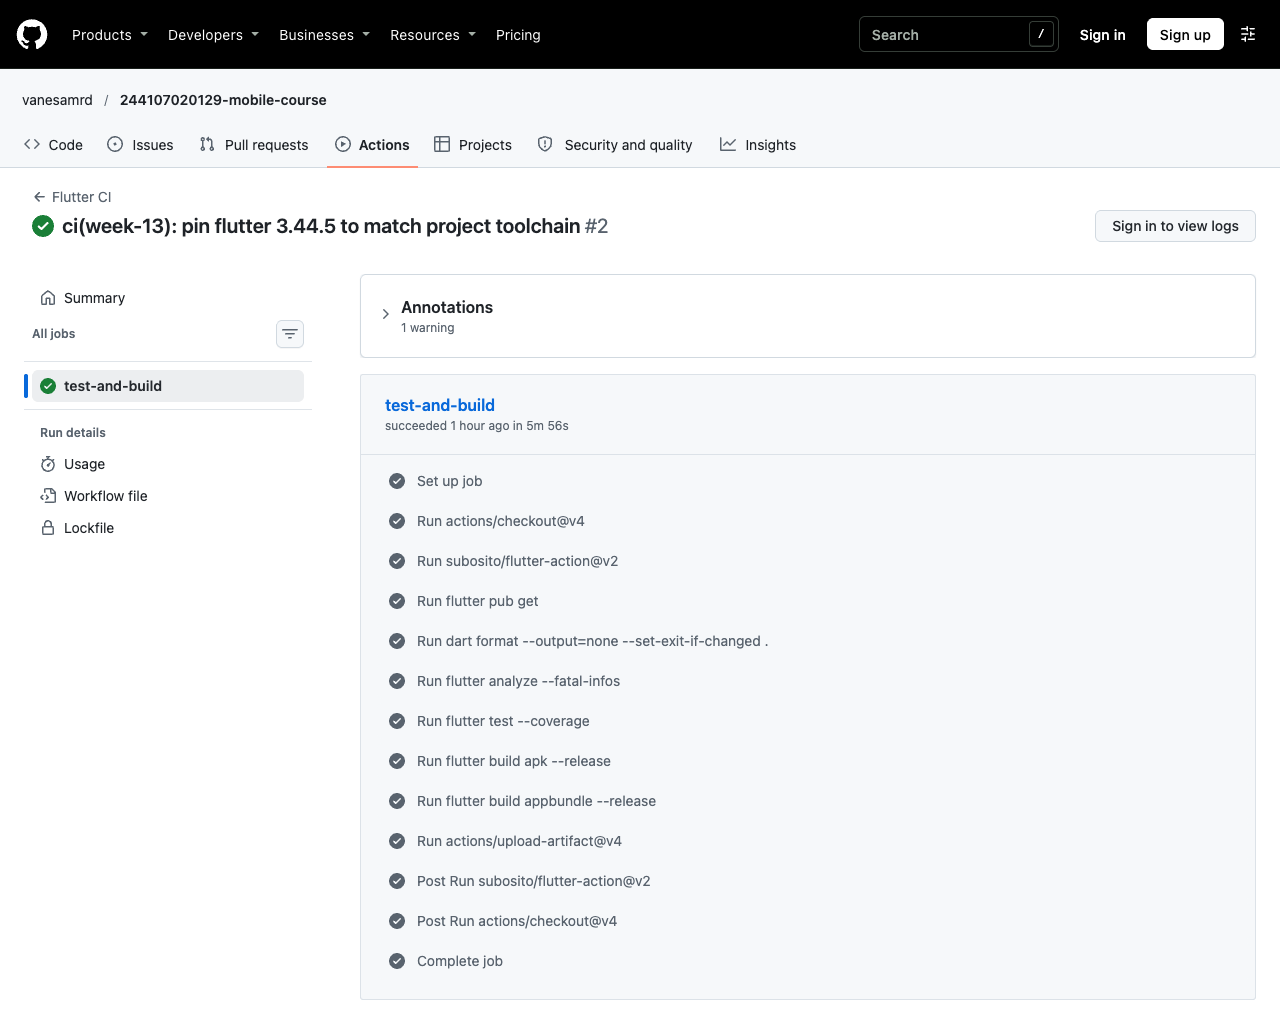 Products Developers Businesses Resources Pricing Search / Sign in Sign up
vanesamrd / 244107020129-mobile-course
Code Issues Pull requests Actions Projects Security and quality Insights
Flutter CI
ci(week-13): pin flutter 3.44.5 to match project toolchain #2
Sign in to view logs
Summary
All jobs
test-and-build
Run details
Usage
Workflow file
Lockfile
Annotations
1 warning
test-and-build
succeeded 1 hour ago in 5m 56s
Set up job
Run actions/checkout@v4
Run subosito/flutter-action@v2
Run flutter pub get
Run dart format --output=none --set-exit-if-changed .
Run flutter analyze --fatal-infos
Run flutter test --coverage
Run flutter build apk --release
Run flutter build appbundle --release
Run actions/upload-artifact@v4
Post Run subosito/flutter-action@v2
Post Run actions/checkout@v4
Complete job